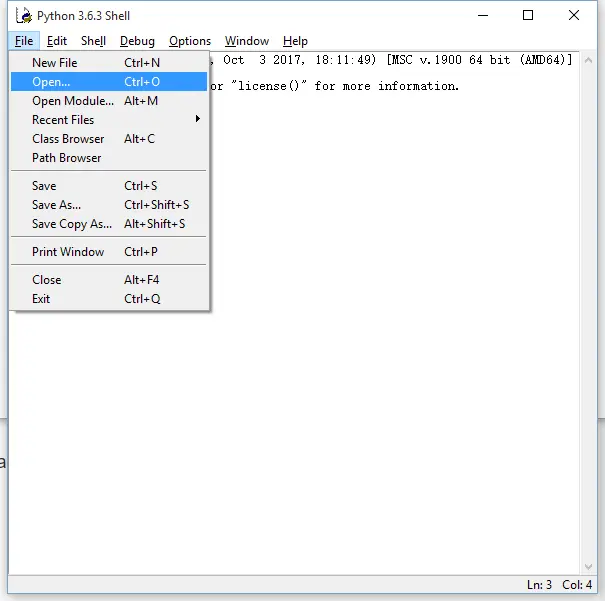 Python 3.6.3 Shell
File Edit Shell Debug Options Window Help
, Oct 3 2017, 18:11:49) [MSC v.1900 64 bit (AMD64)]
or "license()" for more information.
New File Ctrl+N
Open... Ctrl+O
Open Module... Alt+M
Recent Files
Class Browser Alt+C
Path Browser
Save Ctrl+S
Save As... Ctrl+Shift+S
Save Copy As... Alt+Shift+S
Print Window Ctrl+P
Close Alt+F4
Exit Ctrl+Q
a
Ln: 3 Col: 4